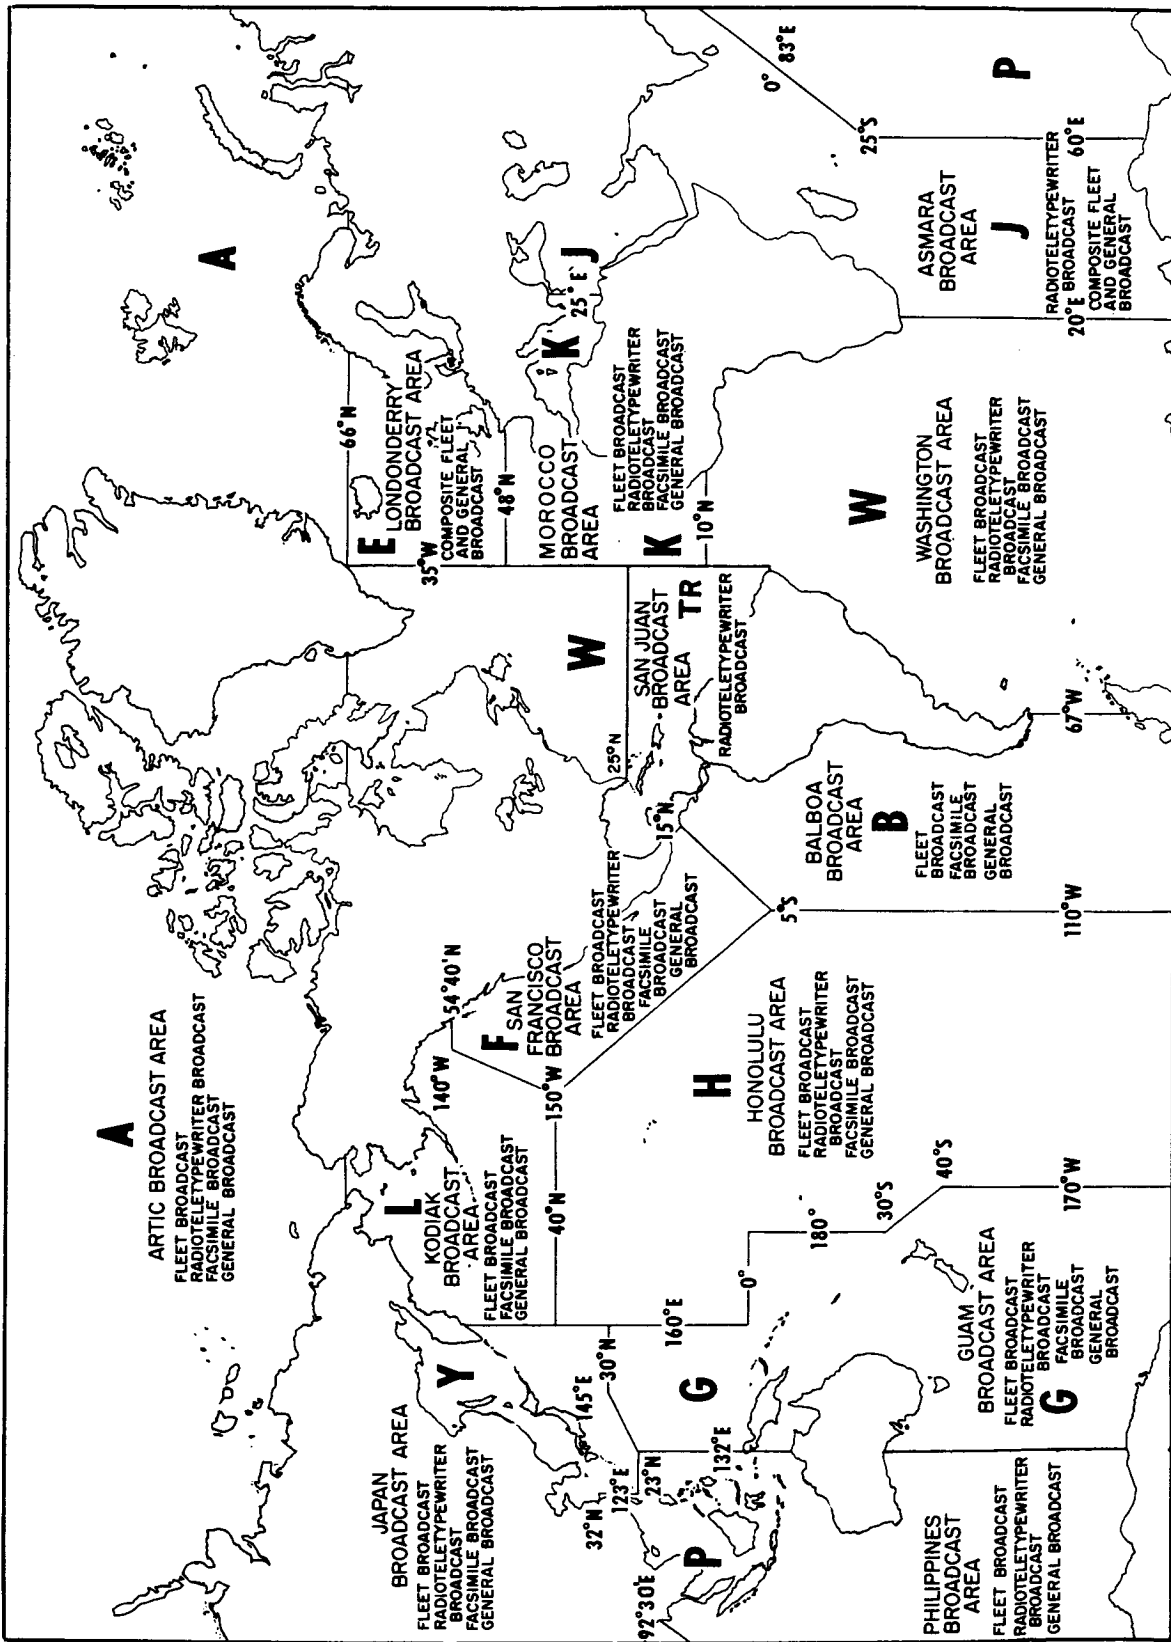 A
ARTIC BROADCAST AREA
FLEET BROADCAST
RADIOTELETYPEWRITER BROADCAST
FACSIMILE BROADCAST
GENERAL BROADCAST
A
JAPAN
BROADCAST AREA
FLEET BROADCAST
RADIOTELETYPEWRITER
BROADCAST
FACSIMILE BROADCAST
GENERAL BROADCAST
Y
L
KODIAK
BROADCAST
AREA
FLEET BROADCAST
FACSIMILE BROADCAST
GENERAL BROADCAST
140°W
54°40'N
F
SAN
FRANCISCO
BROADCAST
AREA
FLEET BROADCAST
RADIOTELETYPEWRITER
BROADCAST
FACSIMILE
BROADCAST
GENERAL
BROADCAST
66°N
E
LONDONDERRY
BROADCAST AREA
35°W
COMPOSITE FLEET
AND GENERAL
BROADCAST
48°N
W
25°N
MOROCCO
BROADCAST
AREA
K
FLEET BROADCAST
RADIOTELETYPEWRITER
BROADCAST
FACSIMILE BROADCAST
GENERAL BROADCAST
K
25°E
J
10°N
SAN JUAN
BROADCAST
AREA
TR
RADIOTELETYPEWRITER
BROADCAST
15°N
150°W
40°N
145°E
30°N
160°E
32°N
123°E
23°N
132°E
92°30'E
P
G
0°
180°
30°S
40°S
170°W
H
HONOLULU
BROADCAST AREA
FLEET BROADCAST
RADIOTELETYPEWRITER
BROADCAST
FACSIMILE BROADCAST
GENERAL BROADCAST
5°S
110°W
BALBOA
BROADCAST
AREA
B
FLEET
BROADCAST
FACSIMILE
BROADCAST
GENERAL
BROADCAST
67°W
W
WASHINGTON
BROADCAST AREA
FLEET BROADCAST
RADIOTELETYPEWRITER
BROADCAST
FACSIMILE BROADCAST
GENERAL BROADCAST
20°E
ASMARA
BROADCAST
AREA
J
RADIOTELETYPEWRITER
BROADCAST
COMPOSITE FLEET
AND GENERAL
BROADCAST
0°
83°E
25°S
60°E
P
PHILIPPINES
BROADCAST
AREA
FLEET BROADCAST
RADIOTELETYPEWRITER
BROADCAST
GENERAL BROADCAST
GUAM
BROADCAST AREA
FLEET BROADCAST
RADIOTELETYPEWRITER
BROADCAST
FACSIMILE
BROADCAST
GENERAL
BROADCAST
G